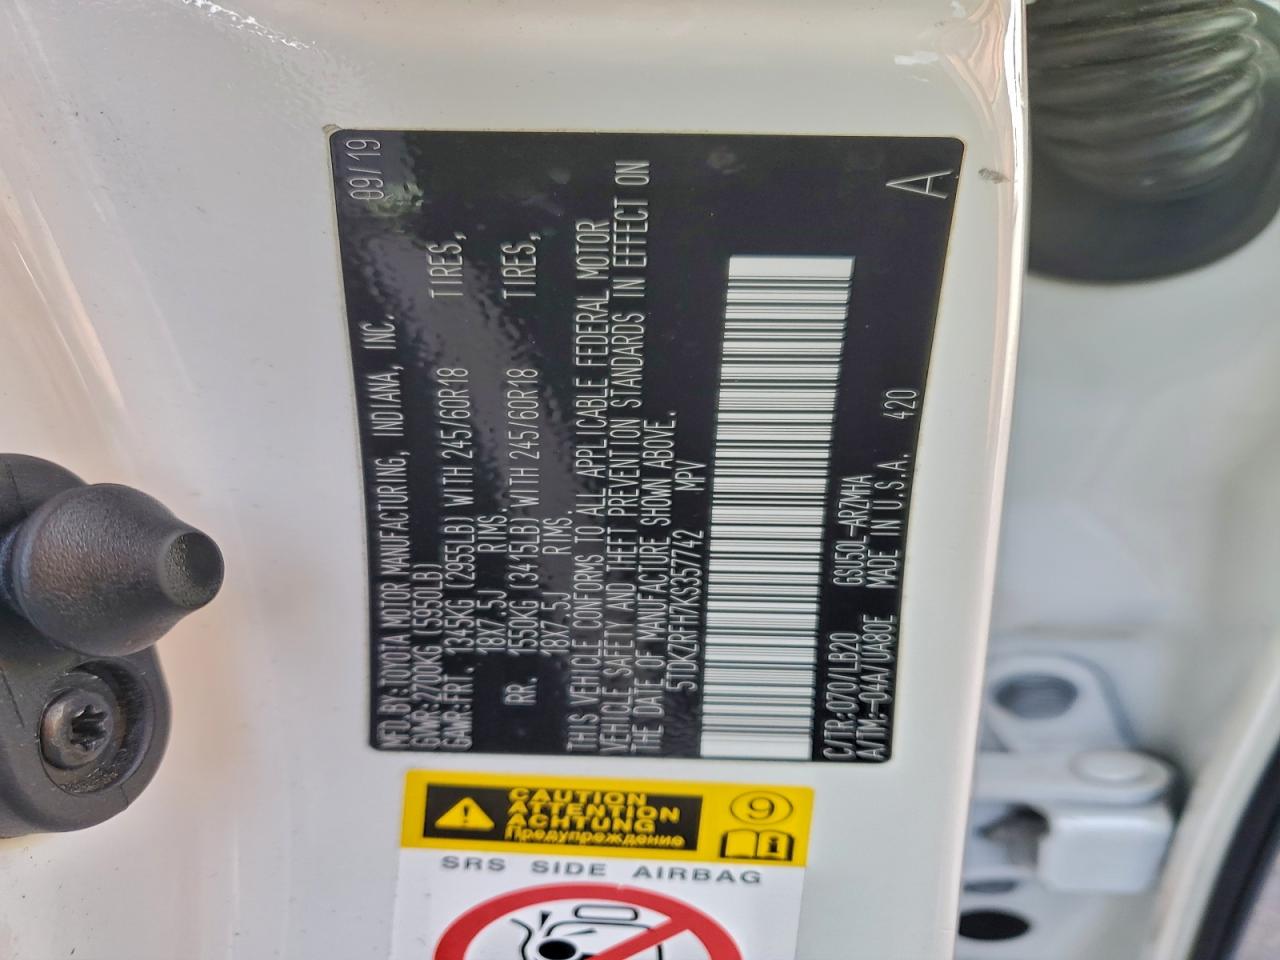 MFD.BY:TOYOTA MOTOR MANUFACTURING, INDIANA, INC. 09/19
GVWR:2700KG (5950LB)
GAWR:FRT. 1345KG (2955LB) WITH 245/60R18 TIRES,
18X7.5J RIMS.
RR. 1550KG (3415LB) WITH 245/60R18 TIRES,
18X7.5J RIMS.
THIS VEHICLE CONFORMS TO ALL APPLICABLE FEDERAL MOTOR
VEHICLE SAFETY AND THEFT PREVENTION STANDARDS IN EFFECT ON
THE DATE OF MANUFACTURE SHOWN ABOVE.
5TDKZRFH7KS357742 MPV
C/TR:070/LB20 GSU50L-ARZMHA
A/TM:-04A/UA80E MADE IN U.S.A. 420
A
CAUTION
ATTENTION
ACHTUNG
Предупреждение
9
i
SRS SIDE AIRBAG